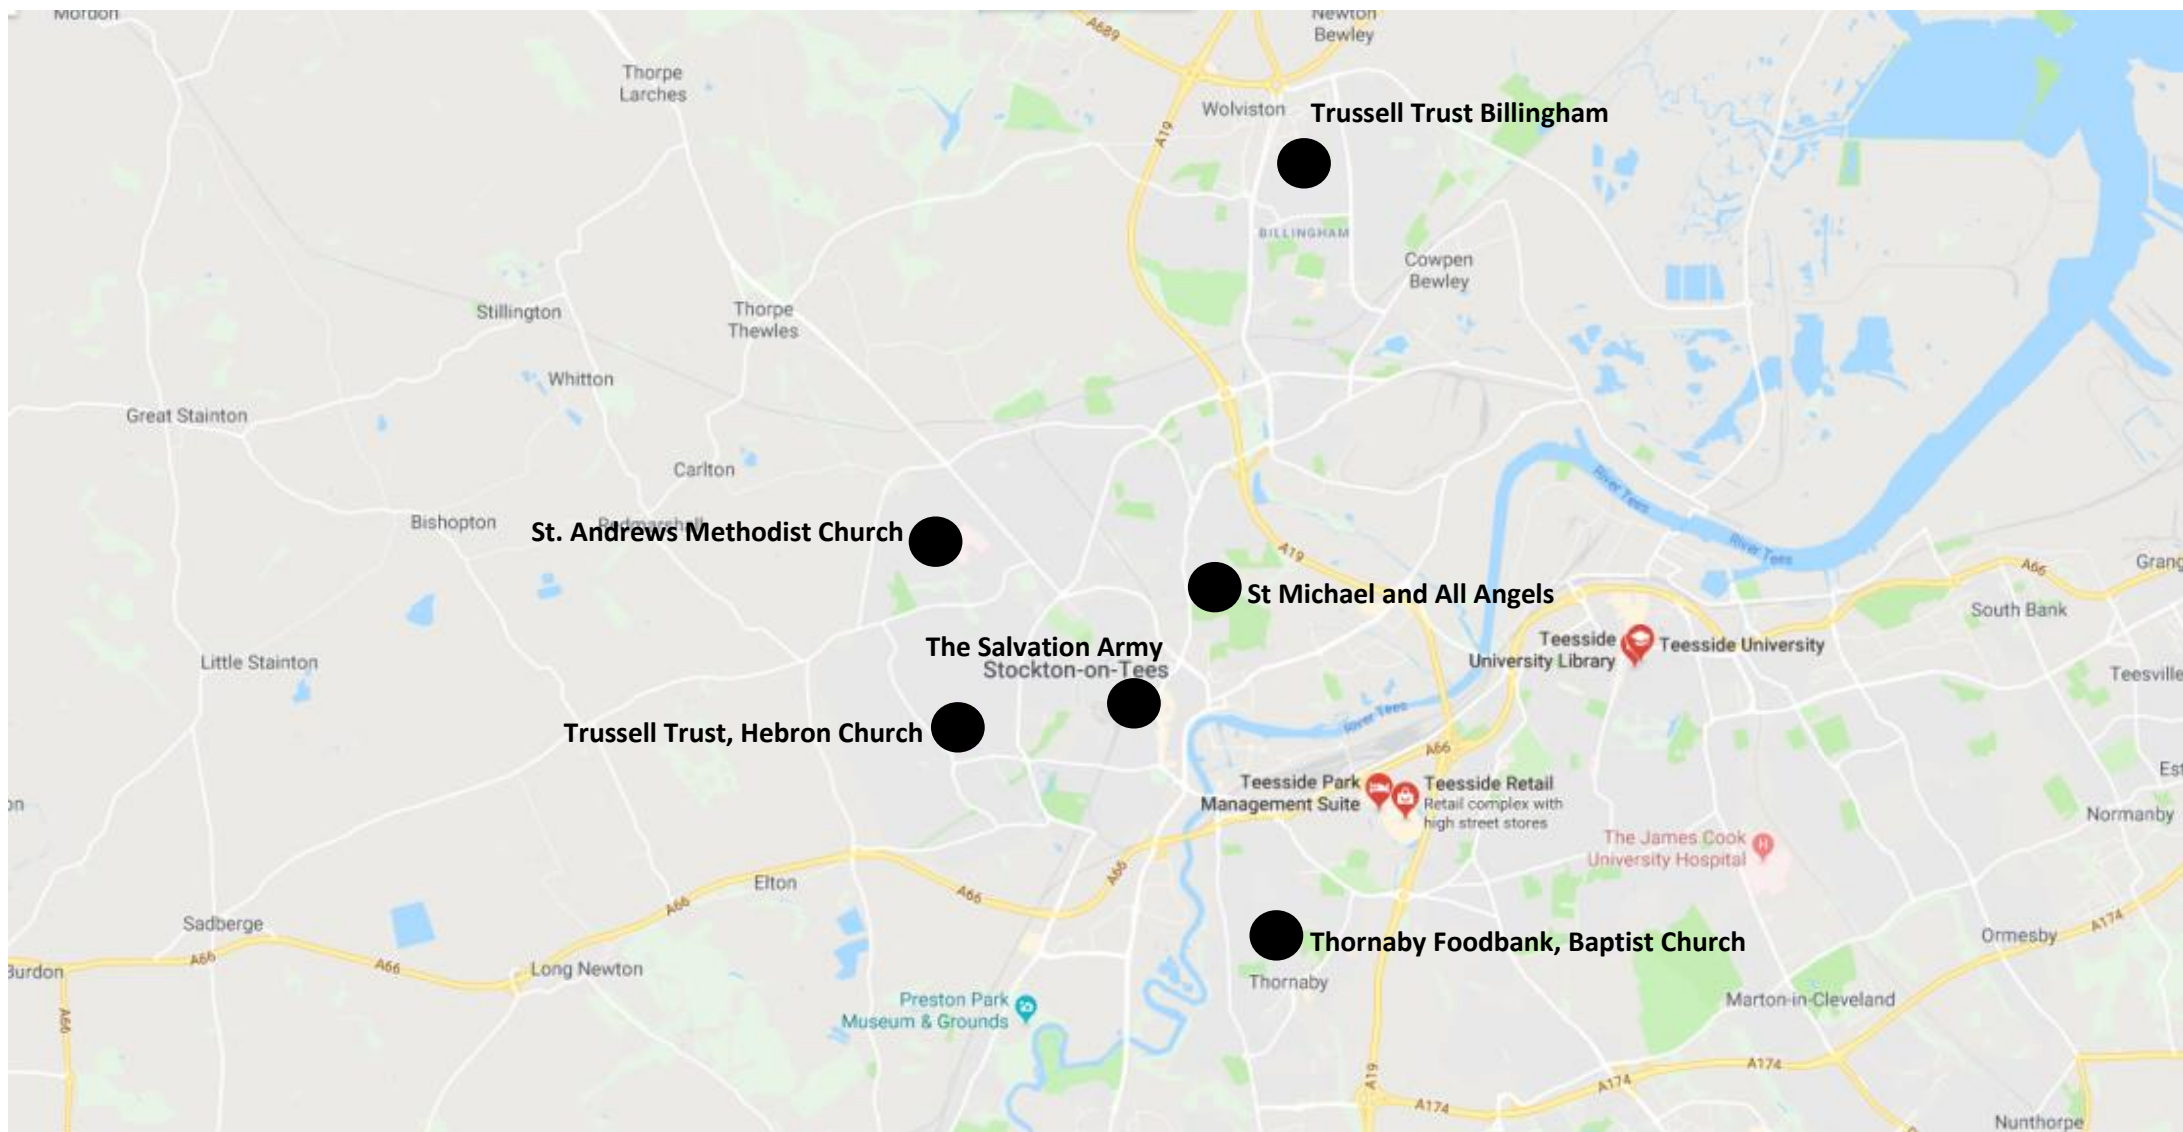 Mordon
A689
Newton
Bewley
Thorpe
Larches
Wolviston
Trussell Trust Billingham
A19
BILLINGHAM
Cowpen
Bewley
Stillington
Thorpe
Thewles
Whitton
Great Stainton
Carlton
River Tees
Bishopton
Redmarshall
St. Andrews Methodist Church
River Tees
A19
A66
St Michael and All Angels
South Bank
The Salvation Army
Stockton-on-Tees
Teesside
University Library
Teesside University
Little Stainton
Teesville
River Tees
Trussell Trust, Hebron Church
A66
Teesside Park
Management Suite
Teesside Retail
Retail complex with
high street stores
Normanby
The James Cook
University Hospital
H
Elton
A66
A66
A66
Sadberge
A66
A66
Long Newton
Thornaby Foodbank, Baptist Church
Ormesby
A174
Thornaby
Preston Park
Museum & Grounds
Marton-in-Cleveland
A66
A19
A174
A174
A174
Nunthorpe